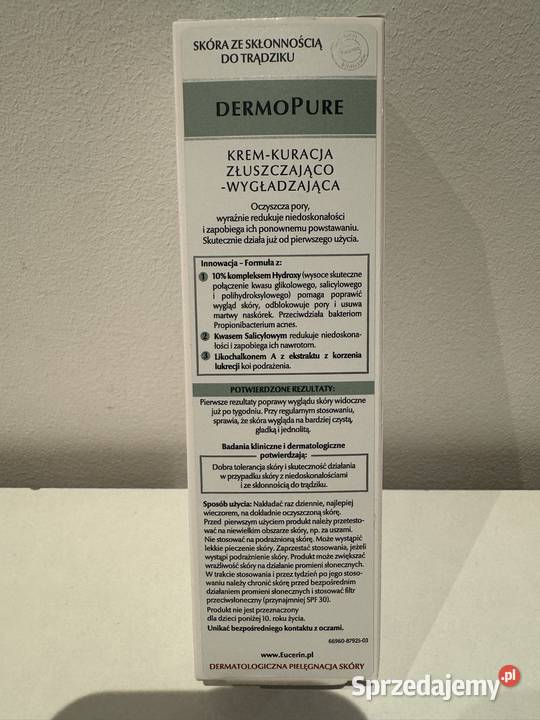 SKÓRA ZE SKŁONNOŚCIĄ
DO TRĄDZIKU
DERMOPURE
KREM-KURACJA
ZŁUSZCZAJĄCO
-WYGŁADZAJĄCA
Oczyszcza pory,
wyraźnie redukuje niedoskonałości
i zapobiega ich ponownemu powstawaniu.
Skutecznie działa już od pierwszego użycia.
Innowacja – Formuła z:
1 10% kompleksem Hydroxy (wysoce skuteczne
połączenie kwasu glikolowego, salicylowego
i polihydroksylowego) pomaga poprawić
wygląd skóry, odblokowuje pory i usuwa
martwy naskórek. Przeciwdziała bakteriom
Propionibacterium acnes.
2 Kwasem Salicylowym redukuje niedoskona-
łości i zapobiega ich nawrotom.
3 Likochalkonem A z ekstraktu z korzenia
lukrecji koi podrażnienia.
POTWIERDZONE REZULTATY:
Pierwsze rezultaty poprawy wyglądu skóry widoczne
już po tygodniu. Przy regularnym stosowaniu,
sprawia, że skóra wygląda na bardziej czystą,
gładką i jednolitą.
Badania kliniczne i dermatologiczne
potwierdzają:
Dobra tolerancja skóry i skuteczność działania
w przypadku skóry z niedoskonałościami
i ze skłonnością do trądzik.
Sposób użycia: Nakładać raz dziennie, najlepiej
wieczorem, na dokładnie oczyszczoną skórę.
Przed pierwszym użyciem produkt należy przetesto-
wać na niewielkim obszarze skóry, np. za uszami.
Nie stosować na podrażnioną skórę. Może wystąpić
lekkie pieczenie skóry. Zaprzestać stosowania, jeżeli
wystąpi podrażnienie skóry. Produkt może zwiększać
wrażliwość skóry na działanie promieni słonecznych.
W trakcie stosowania i przez tydzień po jego stoso-
waniu należy chronić skórę przed bezpośrednim
działaniem promieni słonecznych i stosować filtr
przeciwsłoneczny (przynajmniej SPF 30).
Produkt nie jest przeznaczony
dla dzieci poniżej 10. roku życia.
Unikać bezpośredniego kontaktu z oczami.
66960-87925-03
www.Eucerin.pl
DERMATOLOGICZNA PIELĘGNACJA SKÓRY
Sprzedajemy.pl